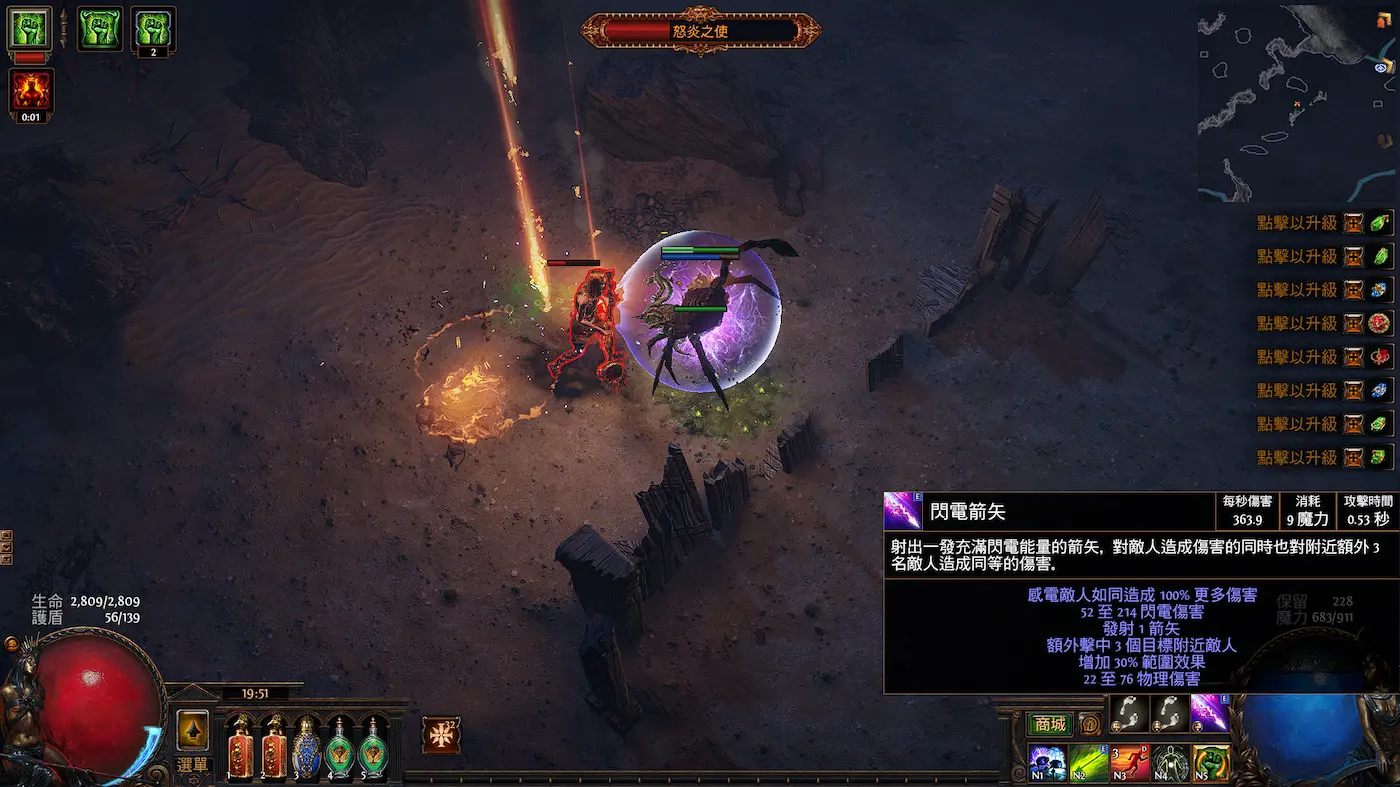 怒炎之使
2
0:01
點擊以升級
點擊以升級
點擊以升級
點擊以升級
點擊以升級
點擊以升級
點擊以升級
點擊以升級
E
閃電箭矢
每秒傷害
363.9
消耗
9 魔力
攻擊時間
0.53 秒
射出一發充滿閃電能量的箭矢，對敵人造成傷害的同時也對附近額外 3
名敵人造成同等的傷害。
感電敵人如同造成 100% 更多傷害
52 至 214 閃電傷害
發射 1 箭矢
額外擊中 3 個目標附近敵人
增加 30% 範圍效果
22 至 76 物理傷害
保留 228
魔力 683/911
生命 2,809/2,809
護盾 56/139
19:51
選單
1 2 3 4 5
32
商城
E
N1 N2 E N3 3 D N4 N5